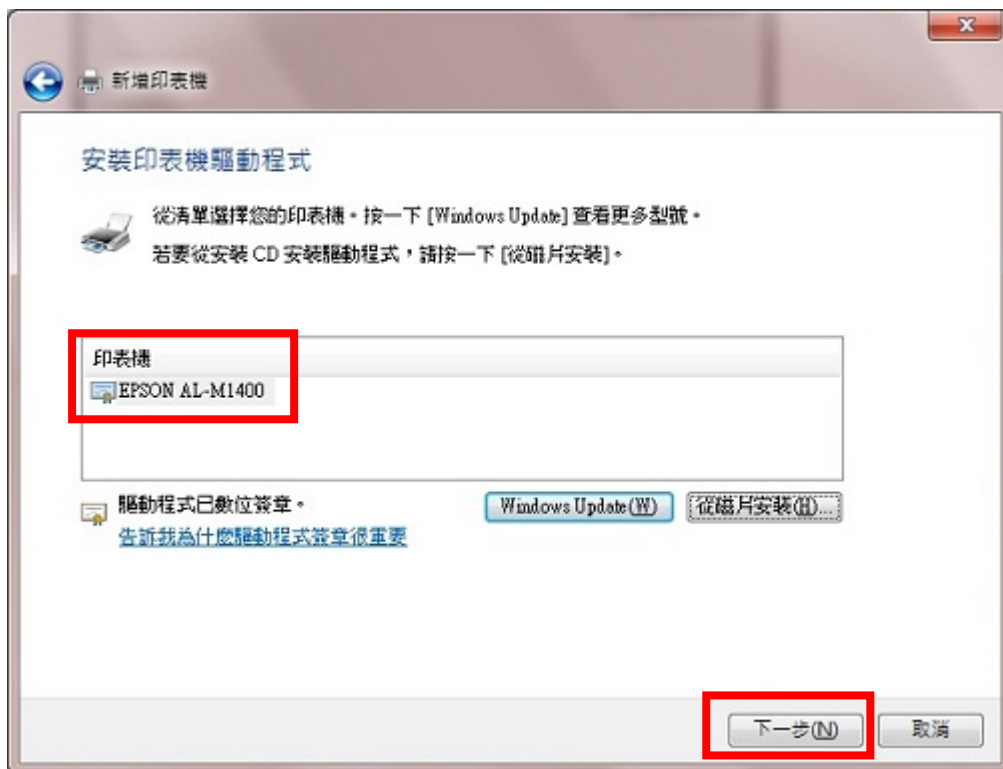 新增印表機
安裝印表機驅動程式
從清單選擇您的印表機。按一下 [Windows Update] 查看更多型號。
若要從安裝 CD 安裝驅動程式，請按一下 [從磁片安裝]。
印表機
EPSON AL-M1400
驅動程式已數位簽章。
Windows Update(W)
從磁片安裝(H)...
告訴我為什麼驅動程式簽章很重要
下一步(N)
取消